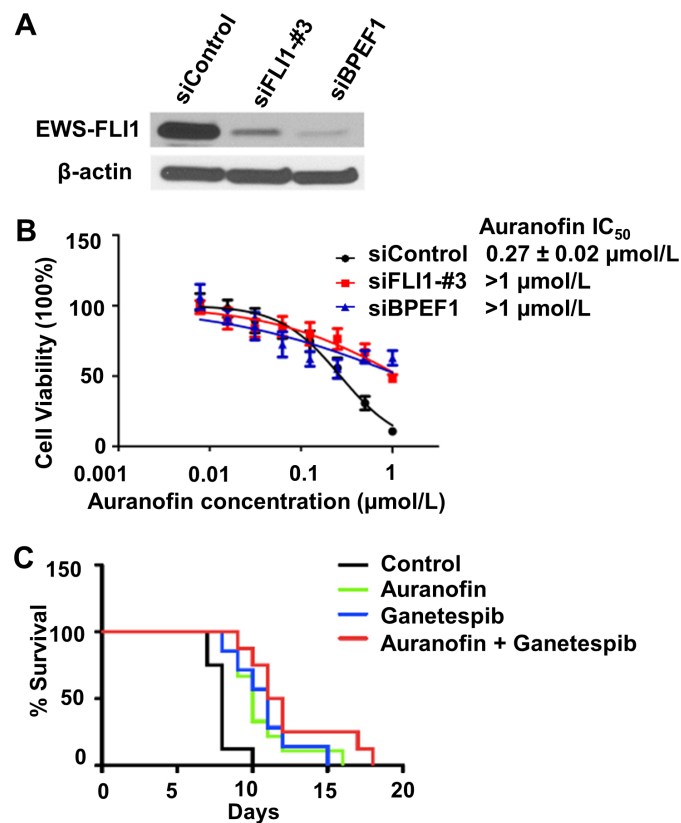 A
siControl
siFLI1-#3
siBPEF1
EWS-FLI1
β-actin
B
Auranofin IC50
siControl 0.27 ± 0.02 µmol/L
siFLI1-#3 >1 µmol/L
siBPEF1 >1 µmol/L
Cell Viability (100%)
150
100
50
0
0.001 0.01 0.1 1
Auranofin concentration (µmol/L)
C
Control
Auranofin
Ganetespib
Auranofin + Ganetespib
% Survival
150
100
50
0
0 5 10 15 20
Days